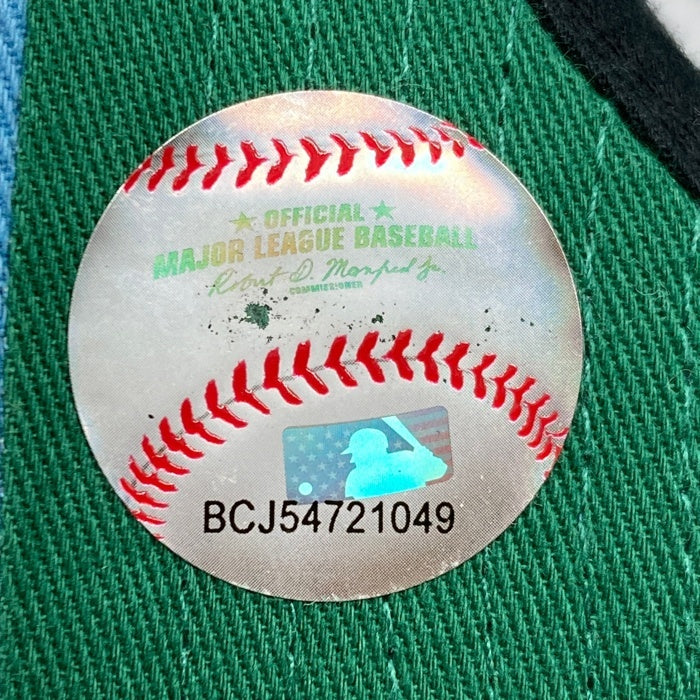 ★ OFFICIAL ★
MAJOR LEAGUE BASEBALL
Robert D. Manfred Jr.
COMMISSIONER
BCJ54721049